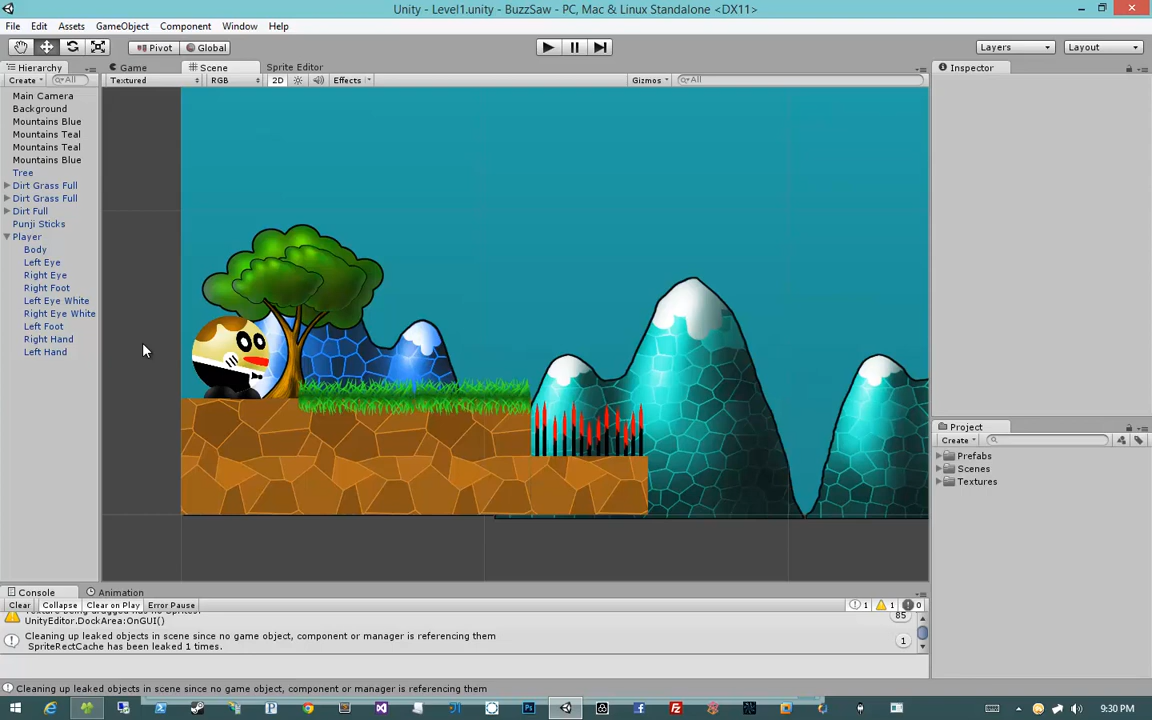 Unity - Level1.unity - BuzzSaw - PC, Mac & Linux Standalone <DX11>
File Edit Assets GameObject Component Window Help
Pivot Global Layers Layout
Hierarchy Game Scene Sprite Editor Inspector
Create All Textured RGB 2D Effects Gizmos All
Main Camera
Background
Mountains Blue
Mountains Teal
Mountains Teal
Mountains Blue
Tree
Dirt Grass Full
Dirt Grass Full
Dirt Full
Punji Sticks
Player
Body
Left Eye
Right Eye
Right Foot
Left Eye White
Right Eye White
Left Foot
Right Hand
Left Hand
Project
Create
Prefabs
Scenes
Textures
Console Animation
Clear Collapse Clear on Play Error Pause 1 1 0
Texture being dragged has no Sprites.
UnityEditor.DockArea:OnGUI() 85
Cleaning up leaked objects in scene since no game object, component or manager is referencing them
SpriteRectCache has been leaked 1 times. 1
Cleaning up leaked objects in scene since no game object, component or manager is referencing them
9:30 PM